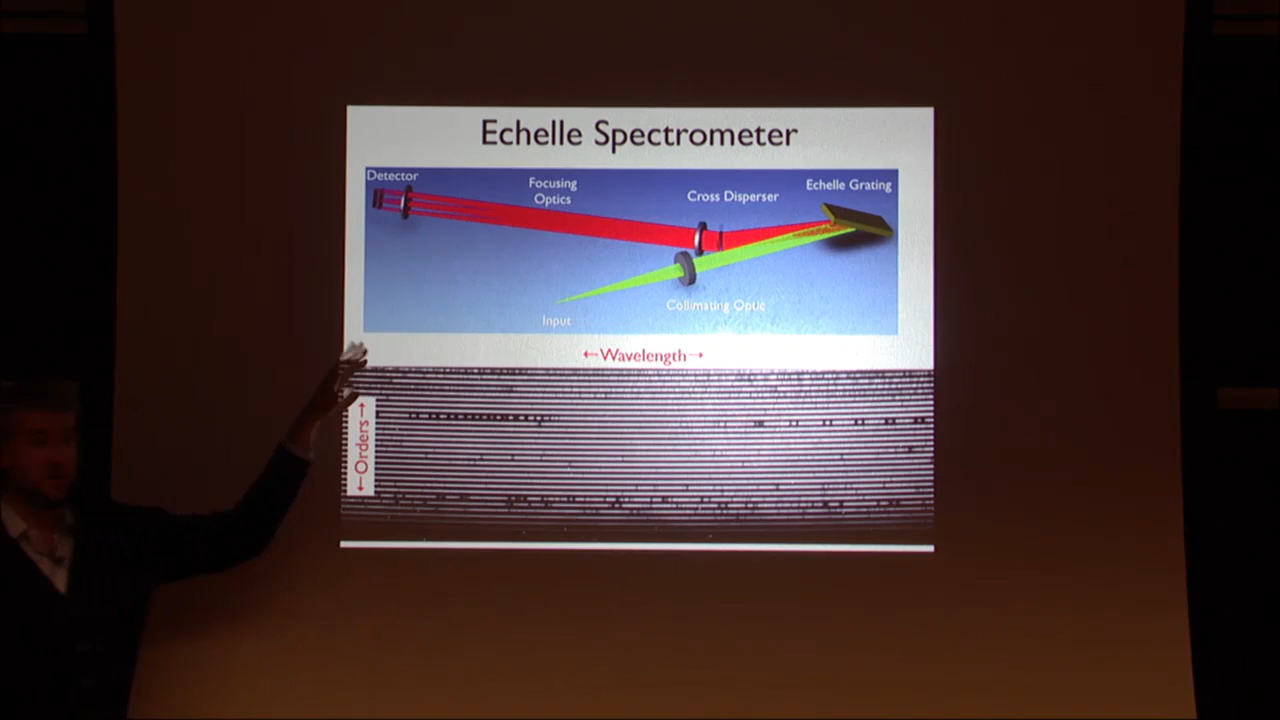 Echelle Spectrometer
Detector
Focusing
Optics
Cross Disperser
Echelle Grating
Collimating Optic
Input
←Wavelength→
←Orders→